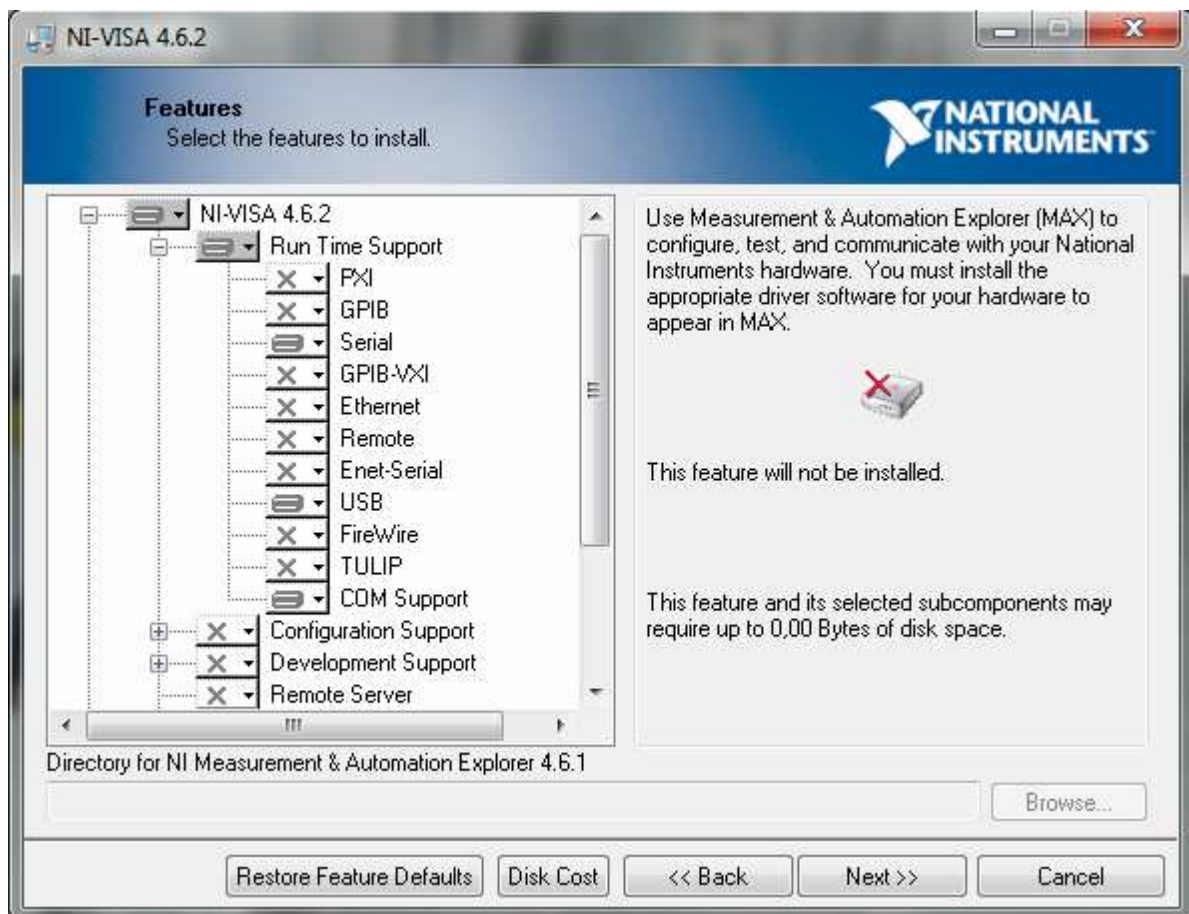 NI-VISA 4.6.2
Features
Select the features to install.
NATIONAL
INSTRUMENTS
NI-VISA 4.6.2
Run Time Support
PXI
GPIB
Serial
GPIB-VXI
Ethernet
Remote
Enet-Serial
USB
FireWire
TULIP
COM Support
Configuration Support
Development Support
Remote Server
Use Measurement & Automation Explorer (MAX) to
configure, test, and communicate with your National
Instruments hardware. You must install the
appropriate driver software for your hardware to
appear in MAX.
This feature will not be installed.
This feature and its selected subcomponents may
require up to 0,00 Bytes of disk space.
Directory for NI Measurement & Automation Explorer 4.6.1
Browse...
Restore Feature Defaults
Disk Cost
<< Back
Next >>
Cancel